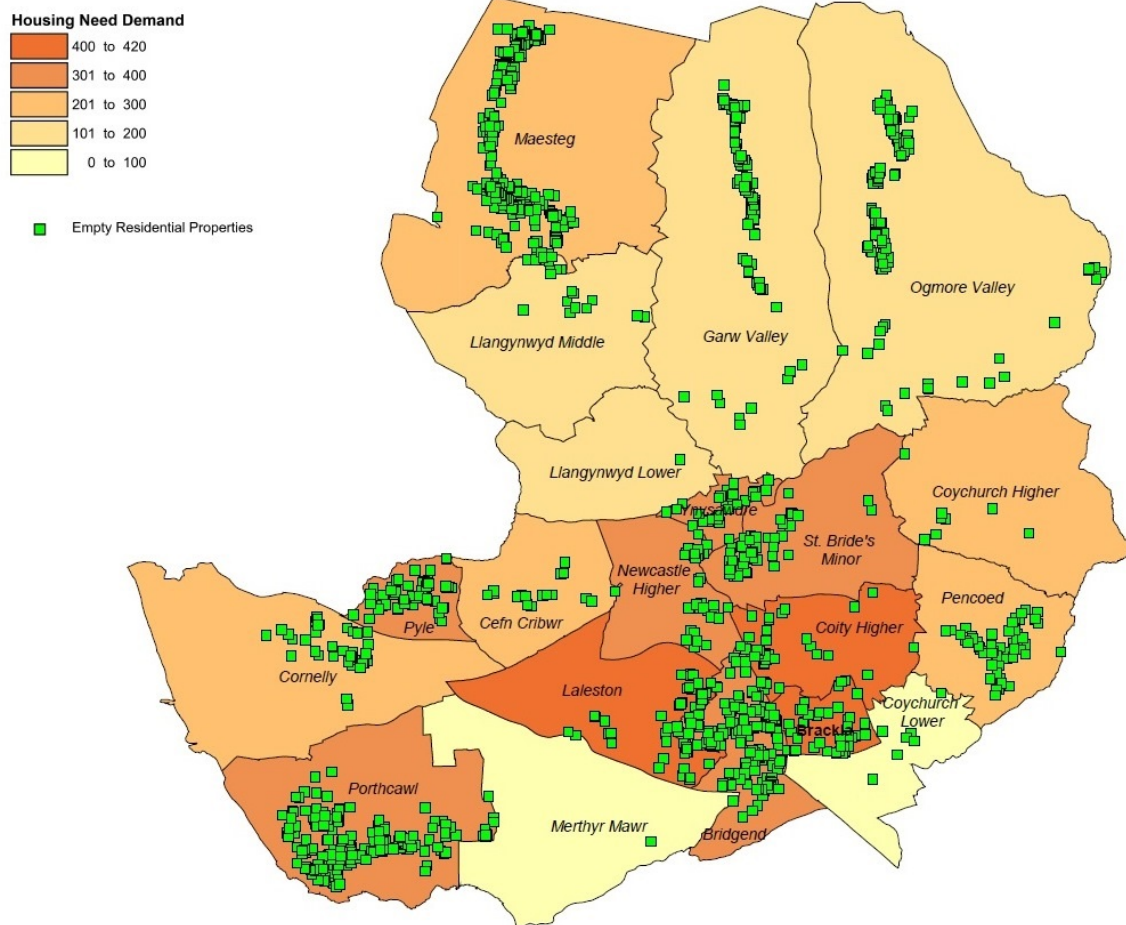 Housing Need Demand
400 to 420
301 to 400
201 to 300
101 to 200
0 to 100
Empty Residential Properties
Maesteg
Ogmore Valley
Garw Valley
Llangynwyd Middle
Llangynwyd Lower
Coychurch Higher
Ynysawdre
St. Bride's
Minor
Newcastle
Higher
Pencoed
Cefn Cribwr
Pyle
Coity Higher
Cornelly
Laleston
Coychurch
Lower
Brackla
Porthcawl
Merthyr Mawr
Bridgend